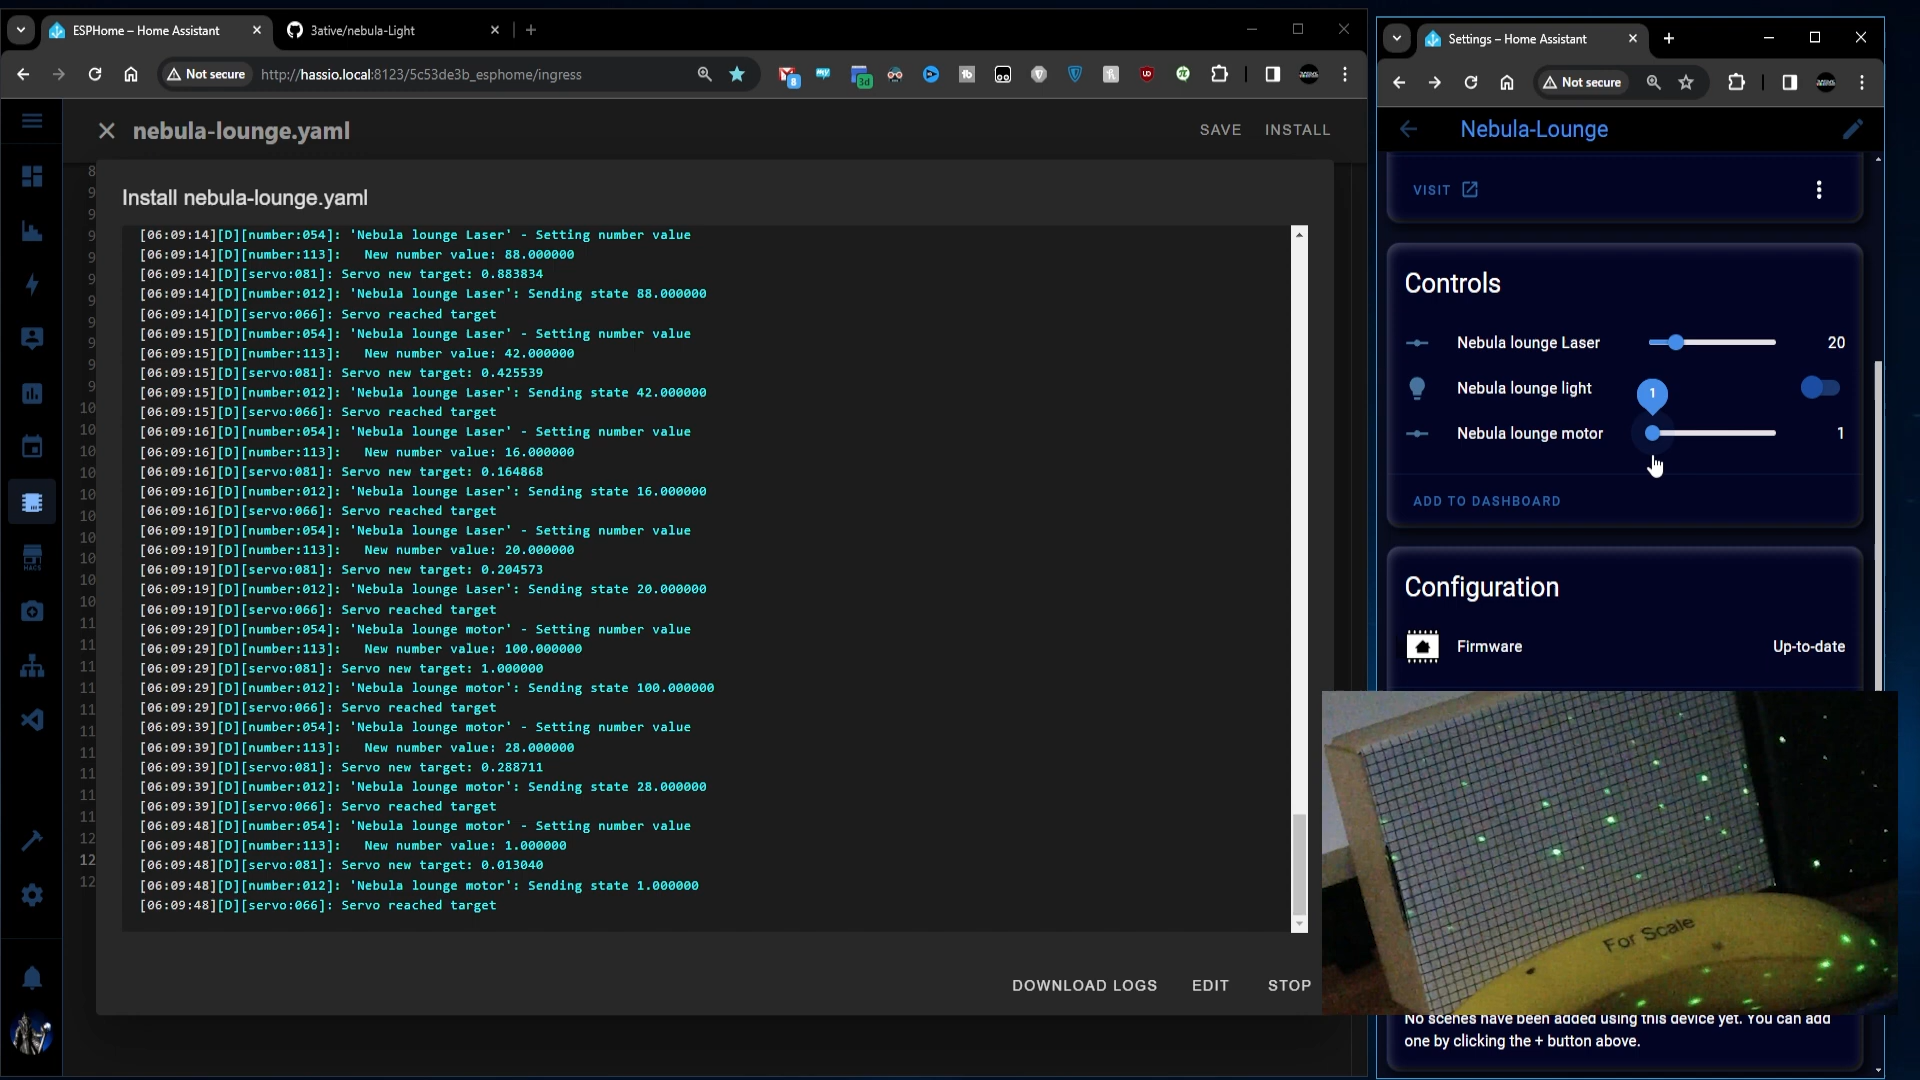 ESPHome – Home Assistant
3ative/nebula-Light
Not secure
http://hassio.local:8123/5c53de3b_esphome/ingress
nebula-lounge.yaml
SAVE
INSTALL
Install nebula-lounge.yaml
[06:09:14][D][number:054]: 'Nebula lounge Laser' - Setting number value
[06:09:14][D][number:113]:   New number value: 88.000000
[06:09:14][D][servo:081]: Servo new target: 0.883834
[06:09:14][D][number:012]: 'Nebula lounge Laser': Sending state 88.000000
[06:09:14][D][servo:066]: Servo reached target
[06:09:15][D][number:054]: 'Nebula lounge Laser' - Setting number value
[06:09:15][D][number:113]:   New number value: 42.000000
[06:09:15][D][servo:081]: Servo new target: 0.425539
[06:09:15][D][number:012]: 'Nebula lounge Laser': Sending state 42.000000
[06:09:15][D][servo:066]: Servo reached target
[06:09:16][D][number:054]: 'Nebula lounge Laser' - Setting number value
[06:09:16][D][number:113]:   New number value: 16.000000
[06:09:16][D][servo:081]: Servo new target: 0.164868
[06:09:16][D][number:012]: 'Nebula lounge Laser': Sending state 16.000000
[06:09:16][D][servo:066]: Servo reached target
[06:09:19][D][number:054]: 'Nebula lounge Laser' - Setting number value
[06:09:19][D][number:113]:   New number value: 20.000000
[06:09:19][D][servo:081]: Servo new target: 0.204573
[06:09:19][D][number:012]: 'Nebula lounge Laser': Sending state 20.000000
[06:09:19][D][servo:066]: Servo reached target
[06:09:29][D][number:054]: 'Nebula lounge motor' - Setting number value
[06:09:29][D][number:113]:   New number value: 100.000000
[06:09:29][D][servo:081]: Servo new target: 1.000000
[06:09:29][D][number:012]: 'Nebula lounge motor': Sending state 100.000000
[06:09:29][D][servo:066]: Servo reached target
[06:09:39][D][number:054]: 'Nebula lounge motor' - Setting number value
[06:09:39][D][number:113]:   New number value: 28.000000
[06:09:39][D][servo:081]: Servo new target: 0.288711
[06:09:39][D][number:012]: 'Nebula lounge motor': Sending state 28.000000
[06:09:39][D][servo:066]: Servo reached target
[06:09:48][D][number:054]: 'Nebula lounge motor' - Setting number value
[06:09:48][D][number:113]:   New number value: 1.000000
[06:09:48][D][servo:081]: Servo new target: 0.013040
[06:09:48][D][number:012]: 'Nebula lounge motor': Sending state 1.000000
[06:09:48][D][servo:066]: Servo reached target
DOWNLOAD LOGS
EDIT
STOP
Settings – Home Assistant
Not secure
Nebula-Lounge
VISIT
Controls
Nebula lounge Laser 20
Nebula lounge light
1
Nebula lounge motor 1
ADD TO DASHBOARD
Configuration
Firmware Up-to-date
For Scale
No scenes have been added using this device yet. You can add
one by clicking the + button above.